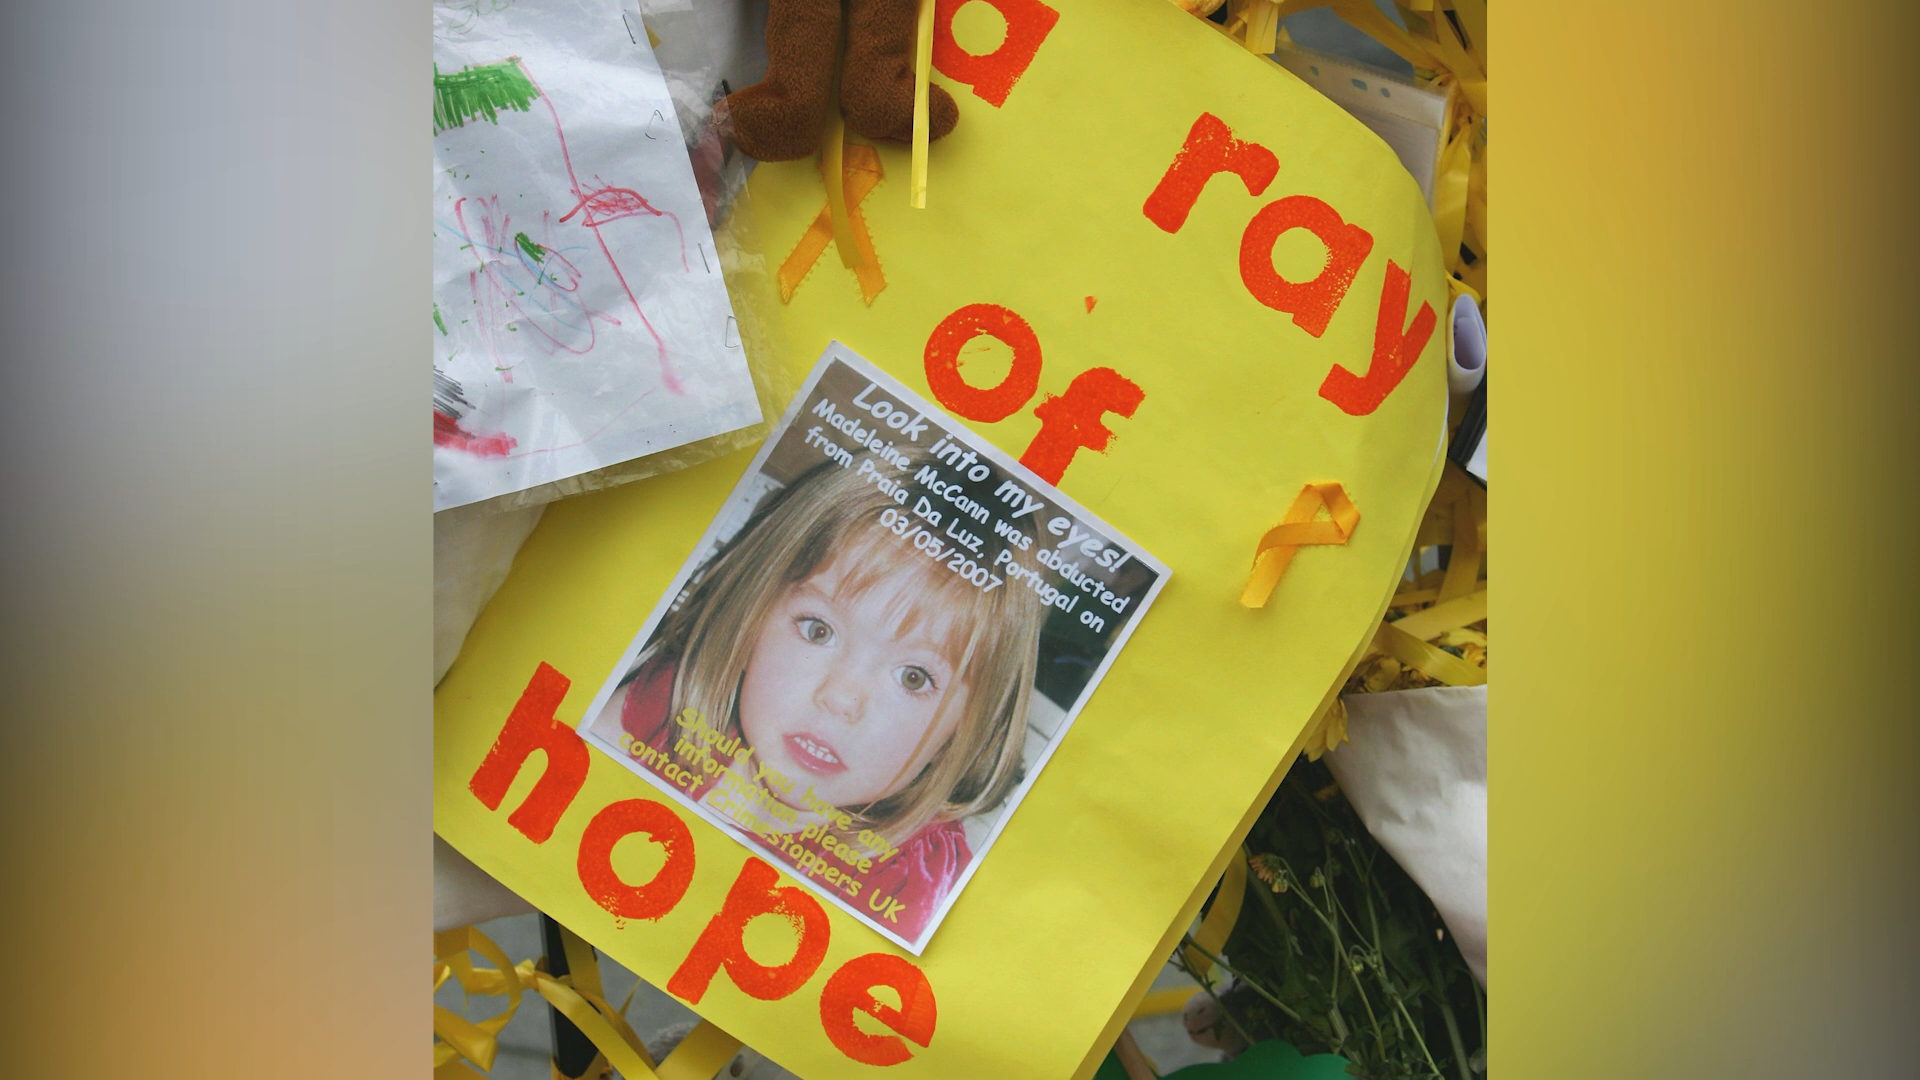 a
ray
of
Look into my eyes!
Madeleine McCann was abducted
from Praia Da Luz, Portugal on
03/05/2007
Should you have any
information please
contact Crimestoppers UK
hope